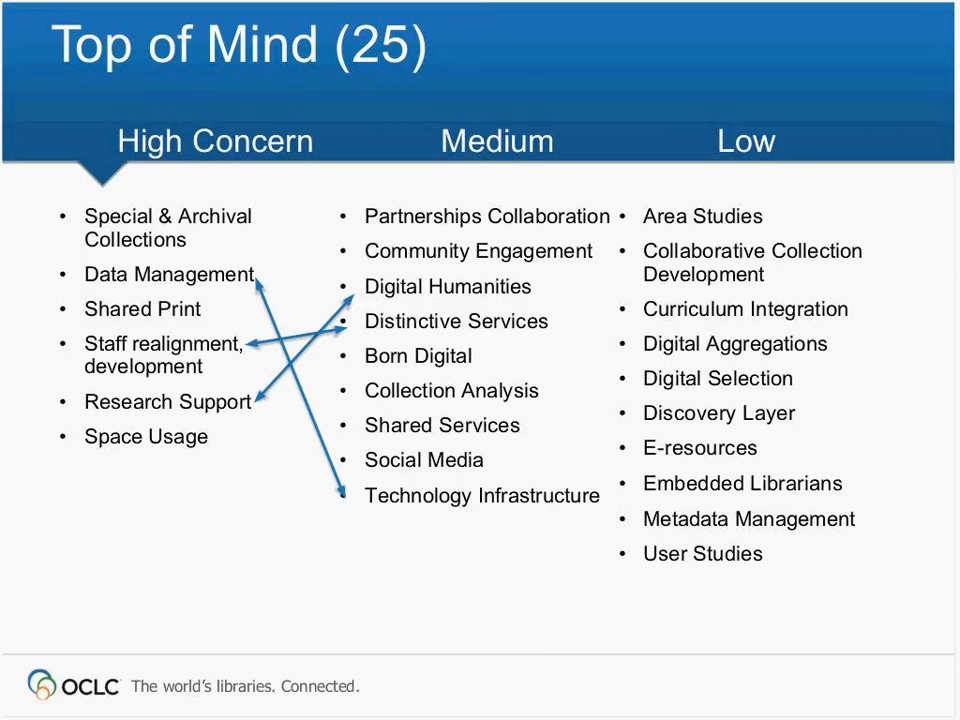 Top of Mind (25)
High Concern
Medium
Low
• Special & Archival
Collections
• Data Management
• Shared Print
• Staff realignment,
development
• Research Support
• Space Usage
• Partnerships Collaboration
• Community Engagement
• Digital Humanities
• Distinctive Services
• Born Digital
• Collection Analysis
• Shared Services
• Social Media
• Technology Infrastructure
• Area Studies
• Collaborative Collection
Development
• Curriculum Integration
• Digital Aggregations
• Digital Selection
• Discovery Layer
• E-resources
• Embedded Librarians
• Metadata Management
• User Studies
OCLC The world's libraries. Connected.